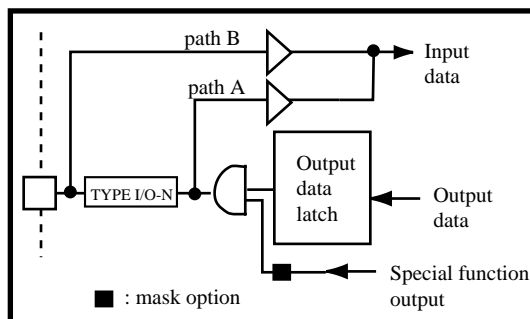 path B
Input
data
path A
TYPE I/O-N
Output
data
latch
Output
data
Special function
output
: mask option